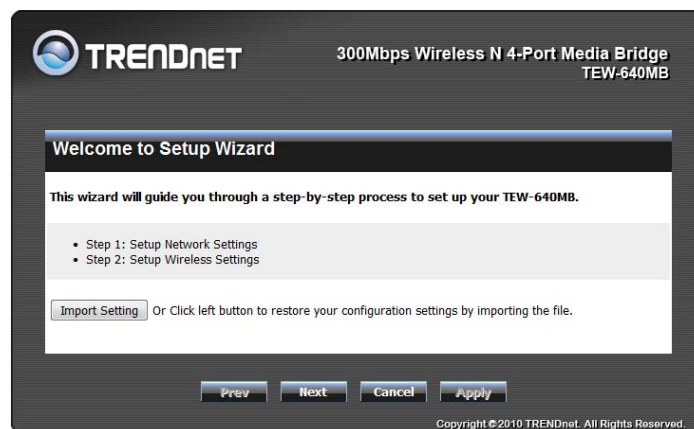 TRENDNET
300Mbps Wireless N 4-Port Media Bridge
TEW-640MB
Welcome to Setup Wizard
This wizard will guide you through a step-by-step process to set up your TEW-640MB.
• Step 1: Setup Network Settings
• Step 2: Setup Wireless Settings
Import Setting Or Click left button to restore your configuration settings by importing the file.
Prev Next Cancel Apply
Copyright © 2010 TRENDnet. All Rights Reserved.